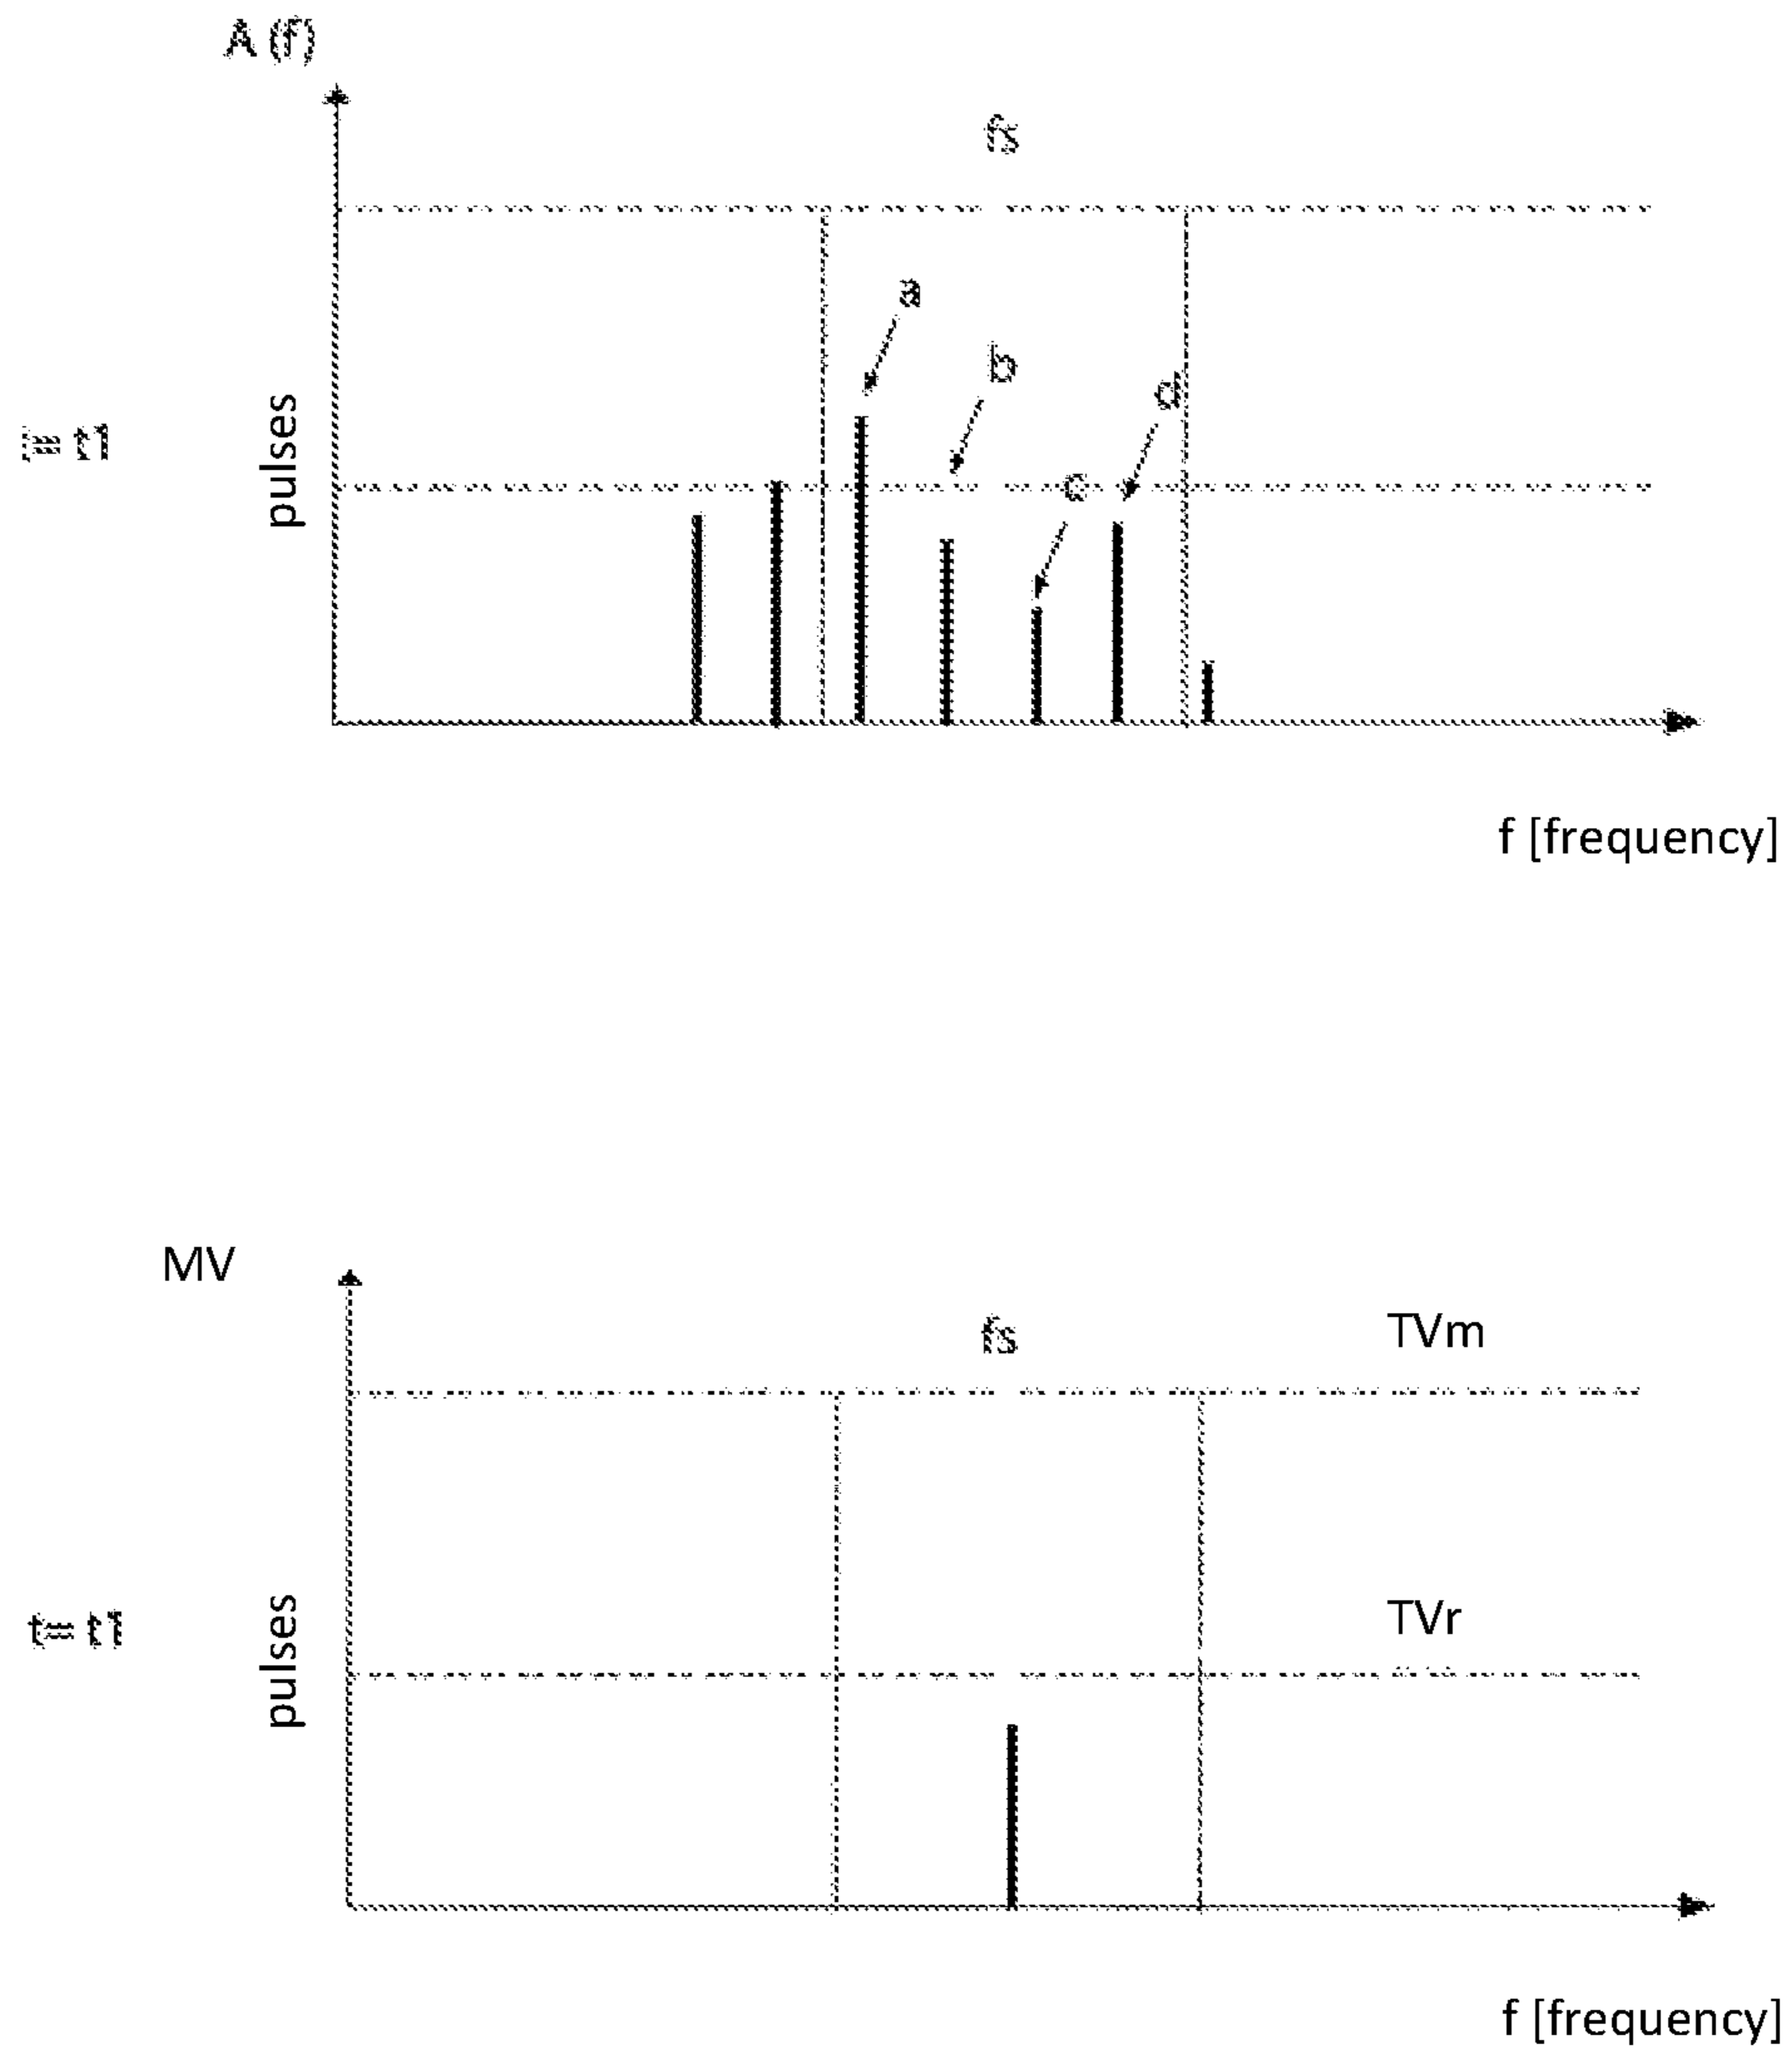 A (f)
fs
a
b
d
c
t= t1
pulses
f [frequency]
MV
fs
TVm
TVr
t= t1
pulses
f [frequency]